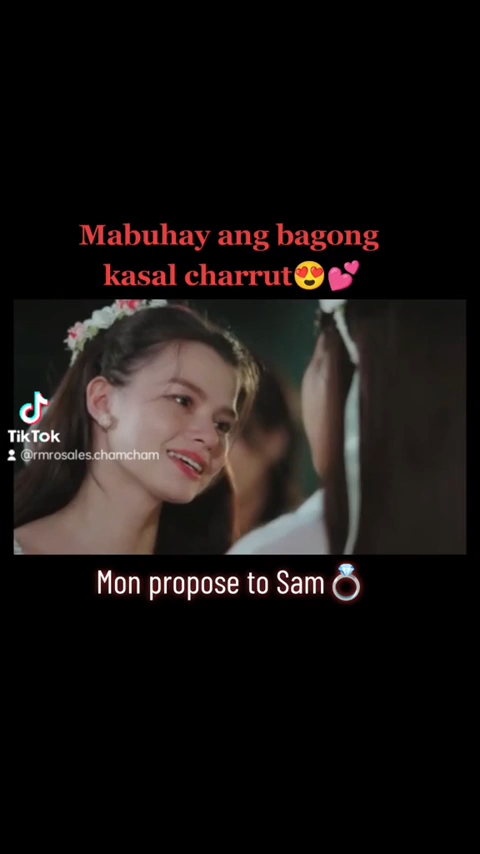 Mabuhay ang bagong
kasal charrut😍💕
TikTok
@rmrosales.chamcham
Mon propose to Sam💍